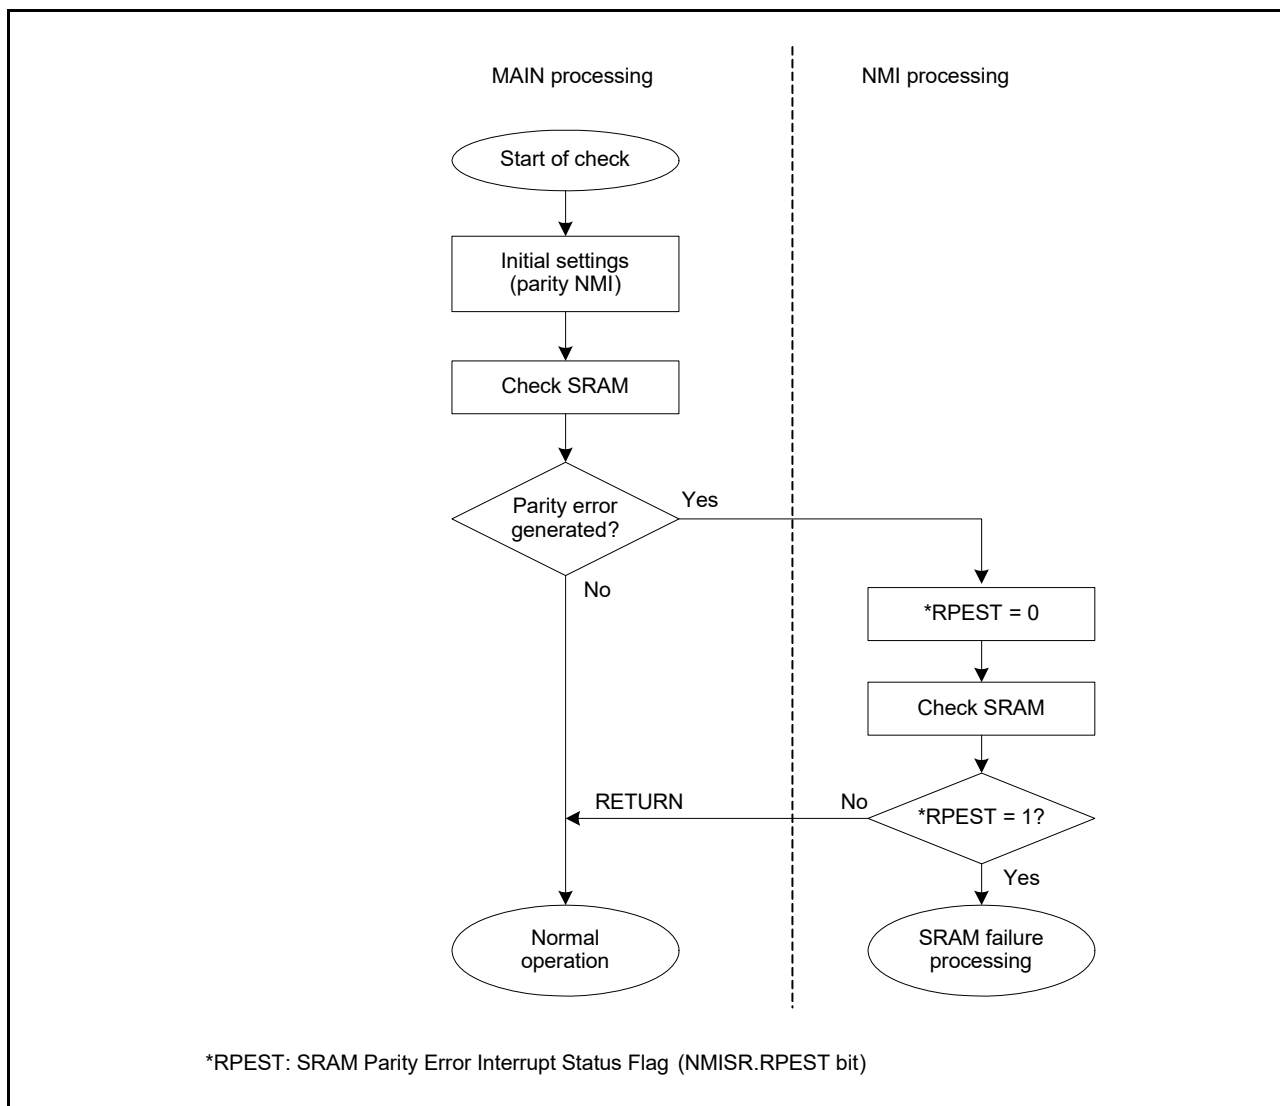 MAIN processing
NMI processing
Start of check
Initial settings
(parity NMI)
Check SRAM
Parity error
generated?
Yes
No
*RPEST = 0
Check SRAM
*RPEST = 1?
No
RETURN
Yes
Normal
operation
SRAM failure
processing
*RPEST: SRAM Parity Error Interrupt Status Flag (NMISR.RPEST bit)